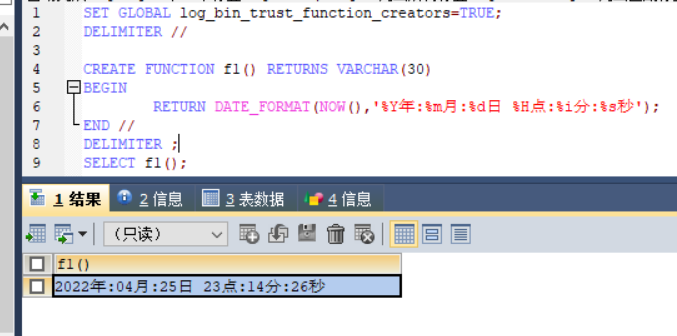 1 SET GLOBAL log_bin_trust_function_creators=TRUE;
2 DELIMITER //
3
4 CREATE FUNCTION f1() RETURNS VARCHAR(30)
5 BEGIN
6 RETURN DATE_FORMAT(NOW(),'%Y年:%m月:%d日 %H点:%i分:%s秒');
7 END //
8 DELIMITER ;
9 SELECT f1();
1 结果 2 信息 3 表数据 4 信息
(只读)
f1()
2022年:04月:25日 23点:14分:26秒